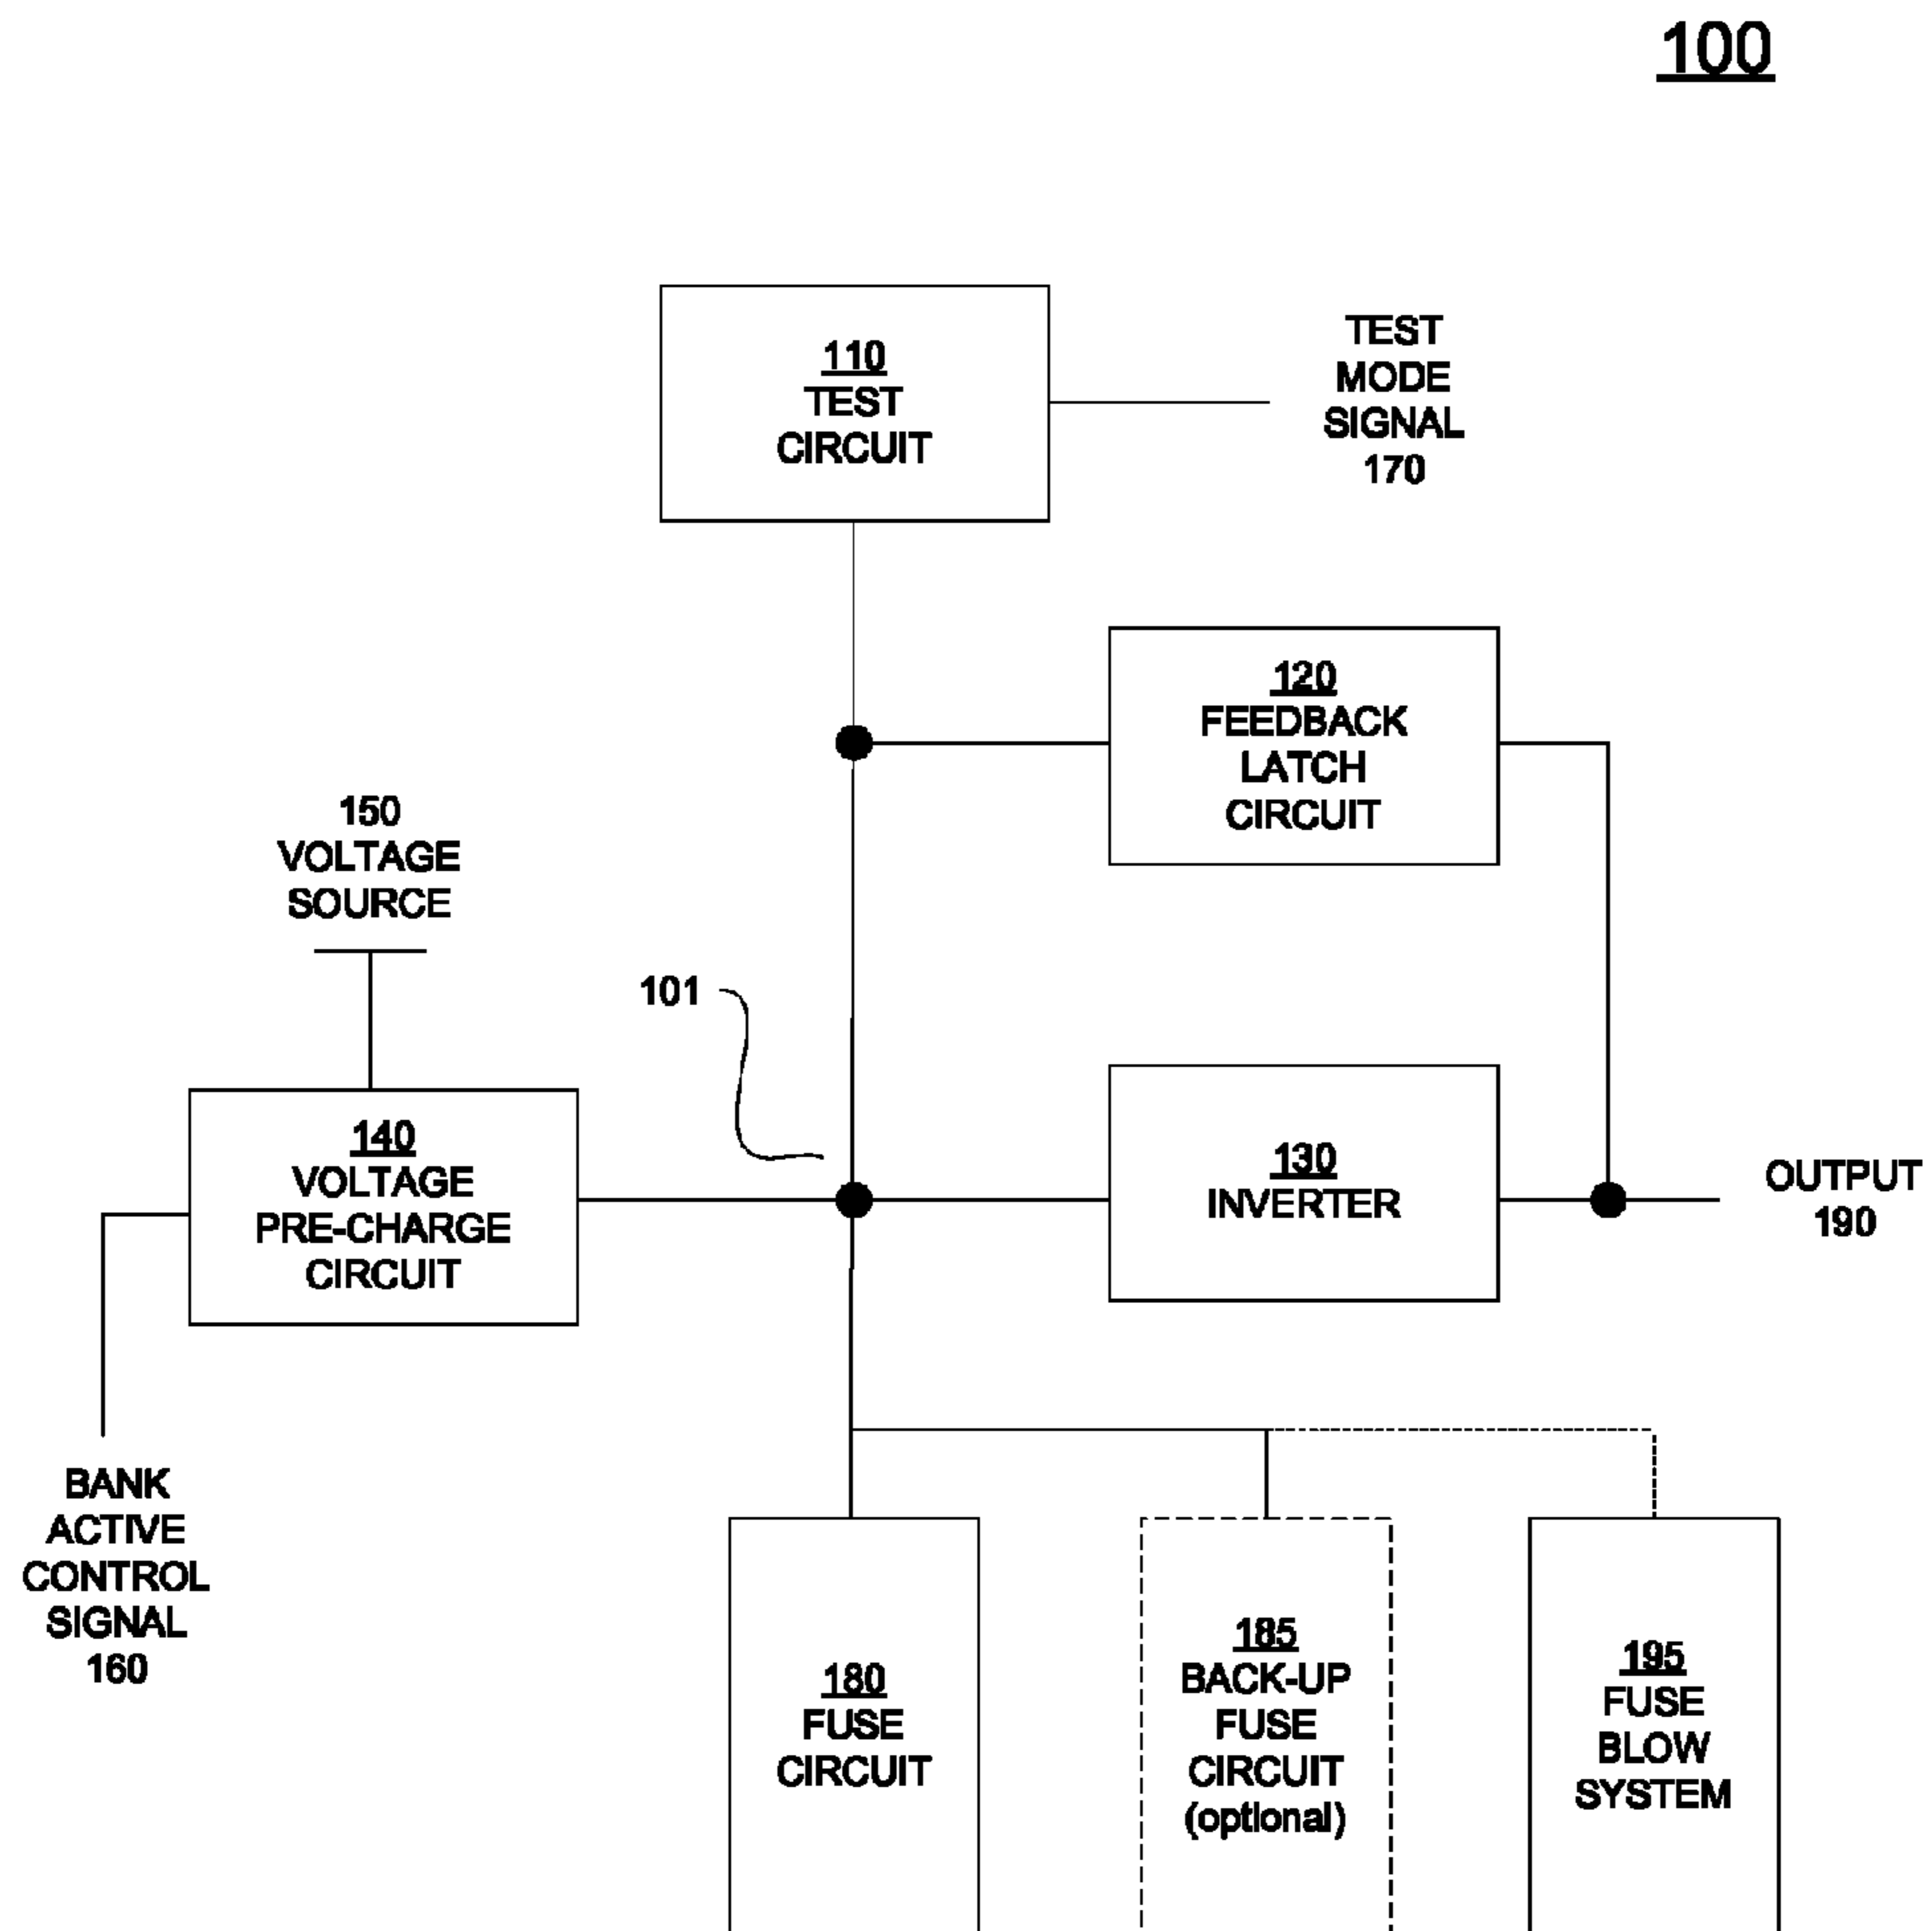 100
110
TEST
CIRCUIT
TEST
MODE
SIGNAL
170
120
FEEDBACK
LATCH
CIRCUIT
150
VOLTAGE
SOURCE
101
140
VOLTAGE
PRE-CHARGE
CIRCUIT
130
INVERTER
OUTPUT
190
BANK
ACTIVE
CONTROL
SIGNAL
160
180
FUSE
CIRCUIT
185
BACK-UP
FUSE
CIRCUIT
(optional)
195
FUSE
BLOW
SYSTEM